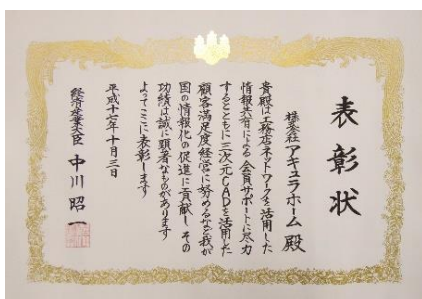 表彰状
株式会社 アキュラホーム 殿
貴殿は工務店ネットワークを活用した
情報共有による会員サポートに尽力
するとともに三次元CADを活用した
顧客満足度経営に努めるなど我が
国の情報化の促進に貢献しその
功績は誠に顕著なものがあります
よってここに表彰します
平成十七年十月三日
経済産業大臣 中川昭一